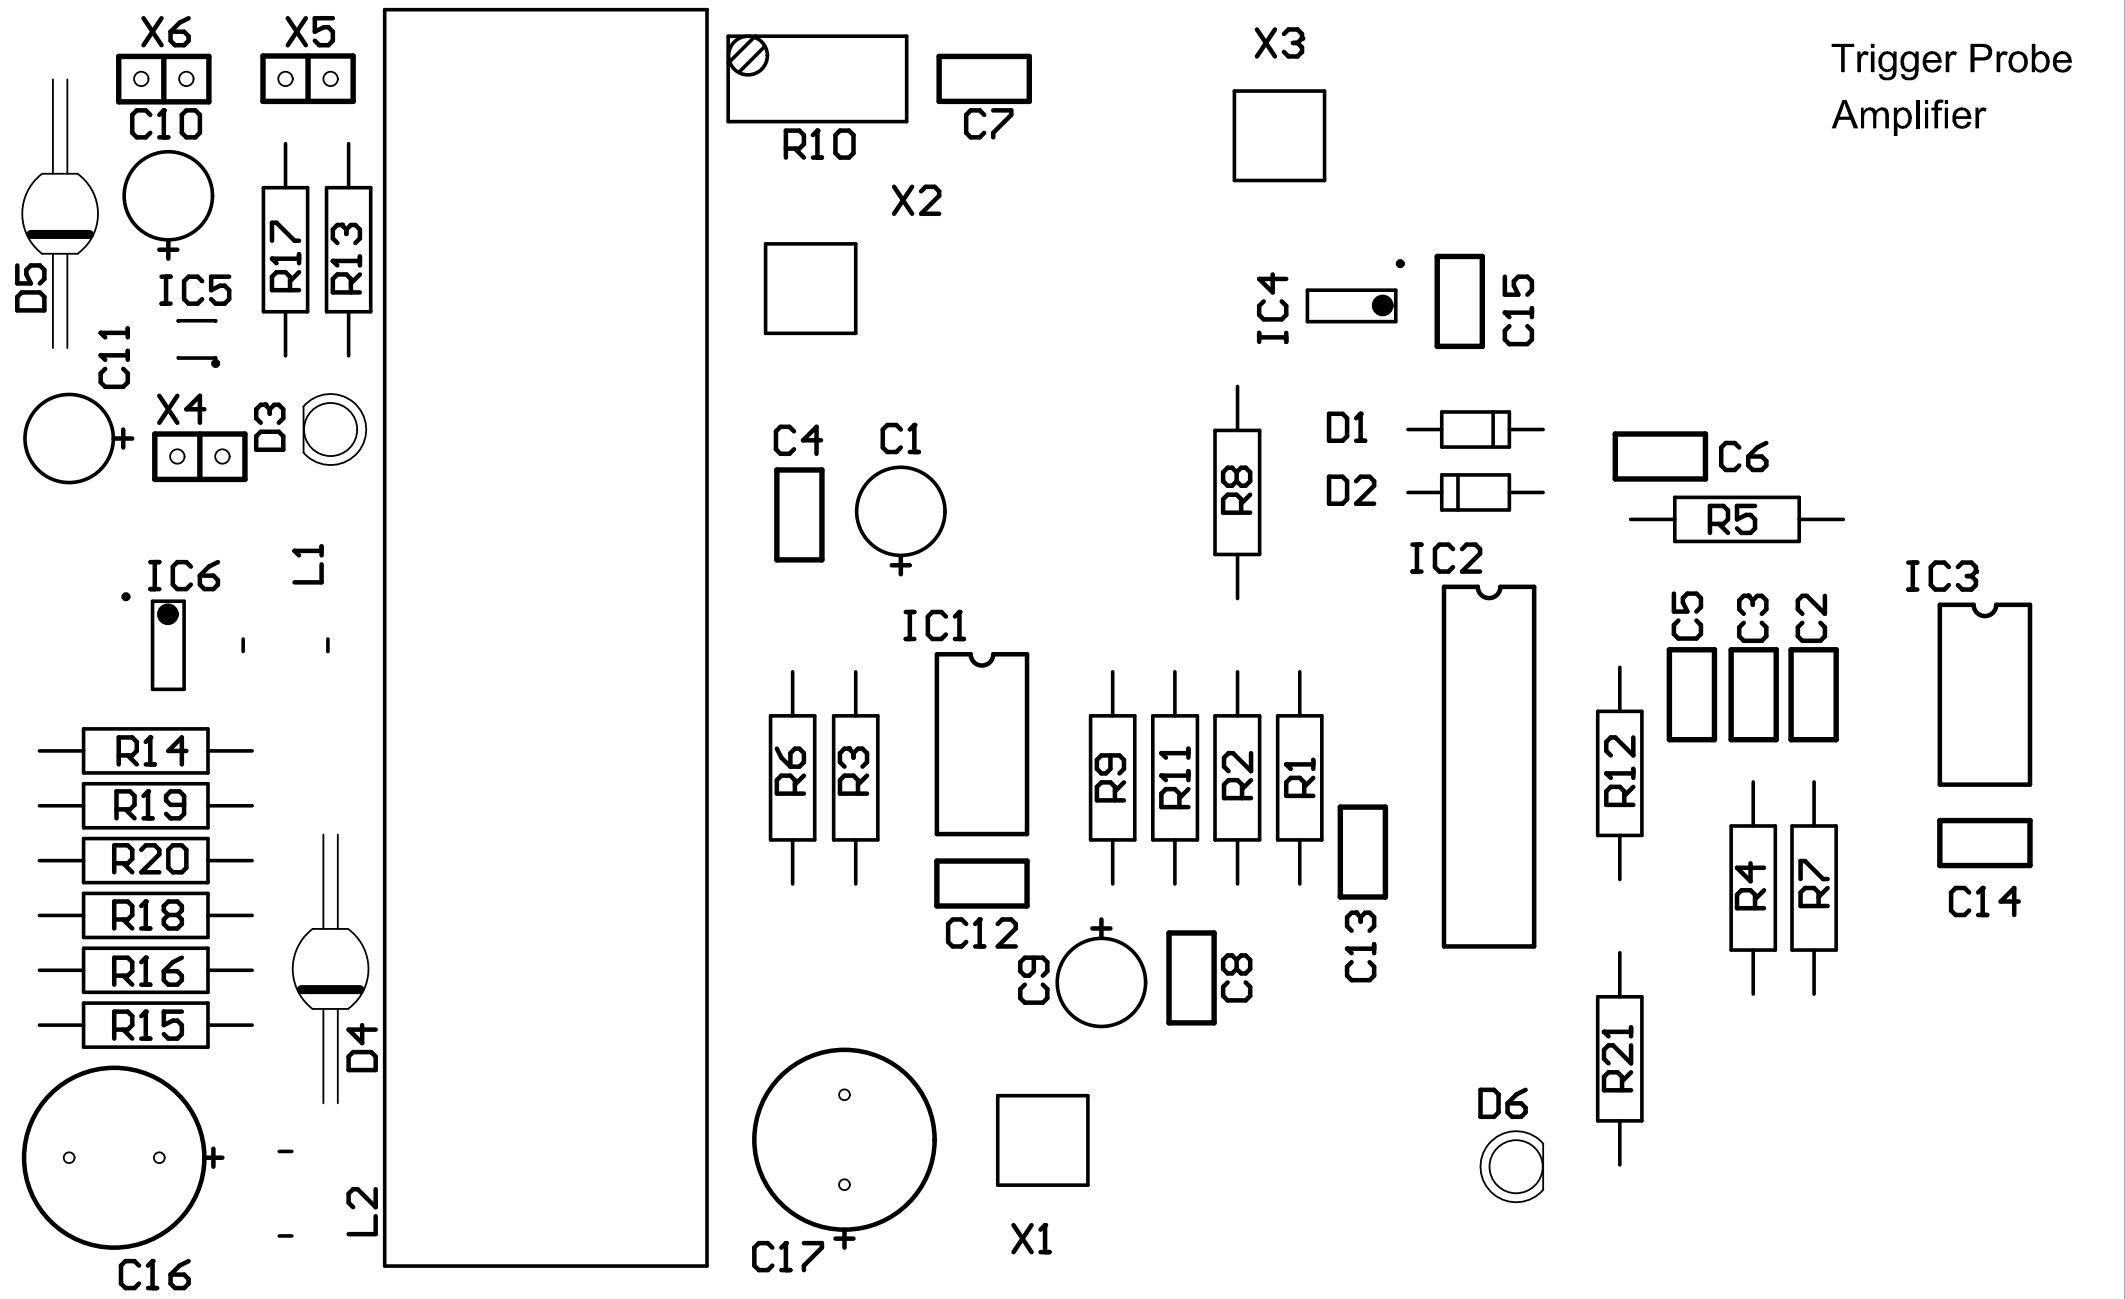 X6
X5
X3
Trigger Probe
Amplifier
C10
R10
C7
X2
D5
IC5
R17
R13
IC4
C15
C11
X4
D3
C4
C1
R8
D1
D2
C6
R5
IC2
IC6
L1
IC1
C5
C3
C2
IC3
R14
R19
R20
R18
R16
R15
R6
R3
R9
R11
R2
R1
R12
R4
R7
C14
C12
C13
C9
C8
D4
R21
D6
L2
C16
C17
X1